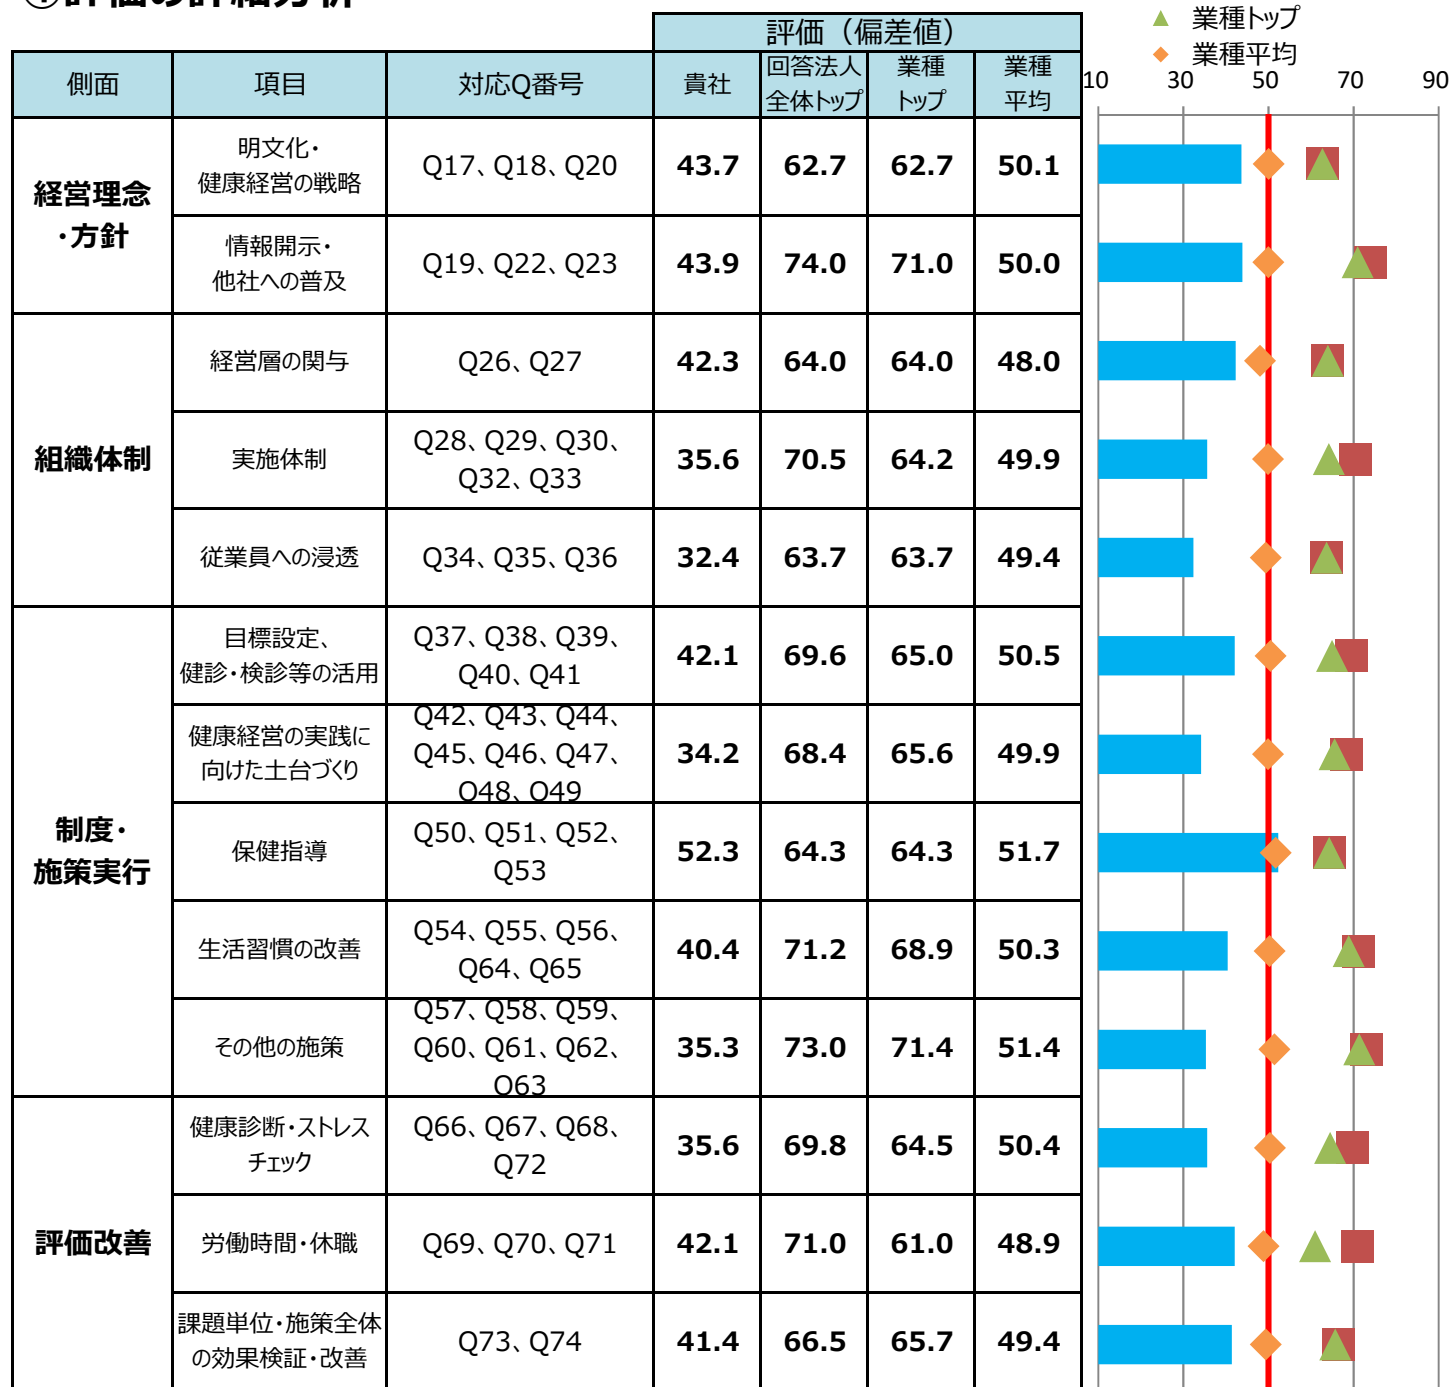 ①評価の詳細分析
評価（偏差値）
側面 項目 対応Q番号 貴社 回答法人全体トップ 業種トップ 業種平均
▲ 業種トップ
◆ 業種平均
10 30 50 70 90
経営理念・方針
明文化・
健康経営の戦略
Q17、Q18、Q20 43.7 62.7 62.7 50.1
情報開示・
他社への普及
Q19、Q22、Q23 43.9 74.0 71.0 50.0
組織体制
経営層の関与 Q26、Q27 42.3 64.0 64.0 48.0
実施体制
Q28、Q29、Q30、
Q32、Q33
35.6 70.5 64.2 49.9
従業員への浸透 Q34、Q35、Q36 32.4 63.7 63.7 49.4
制度・
施策実行
目標設定、
健診・検診等の活用
Q37、Q38、Q39、
Q40、Q41
42.1 69.6 65.0 50.5
健康経営の実践に
向けた土台づくり
Q42、Q43、Q44、
Q45、Q46、Q47、
Q48、Q49
34.2 68.4 65.6 49.9
保健指導
Q50、Q51、Q52、
Q53
52.3 64.3 64.3 51.7
生活習慣の改善
Q54、Q55、Q56、
Q64、Q65
40.4 71.2 68.9 50.3
その他の施策
Q57、Q58、Q59、
Q60、Q61、Q62、
Q63
35.3 73.0 71.4 51.4
評価改善
健康診断・ストレス
チェック
Q66、Q67、Q68、
Q72
35.6 69.8 64.5 50.4
労働時間・休職 Q69、Q70、Q71 42.1 71.0 61.0 48.9
課題単位・施策全体
の効果検証・改善
Q73、Q74 41.4 66.5 65.7 49.4